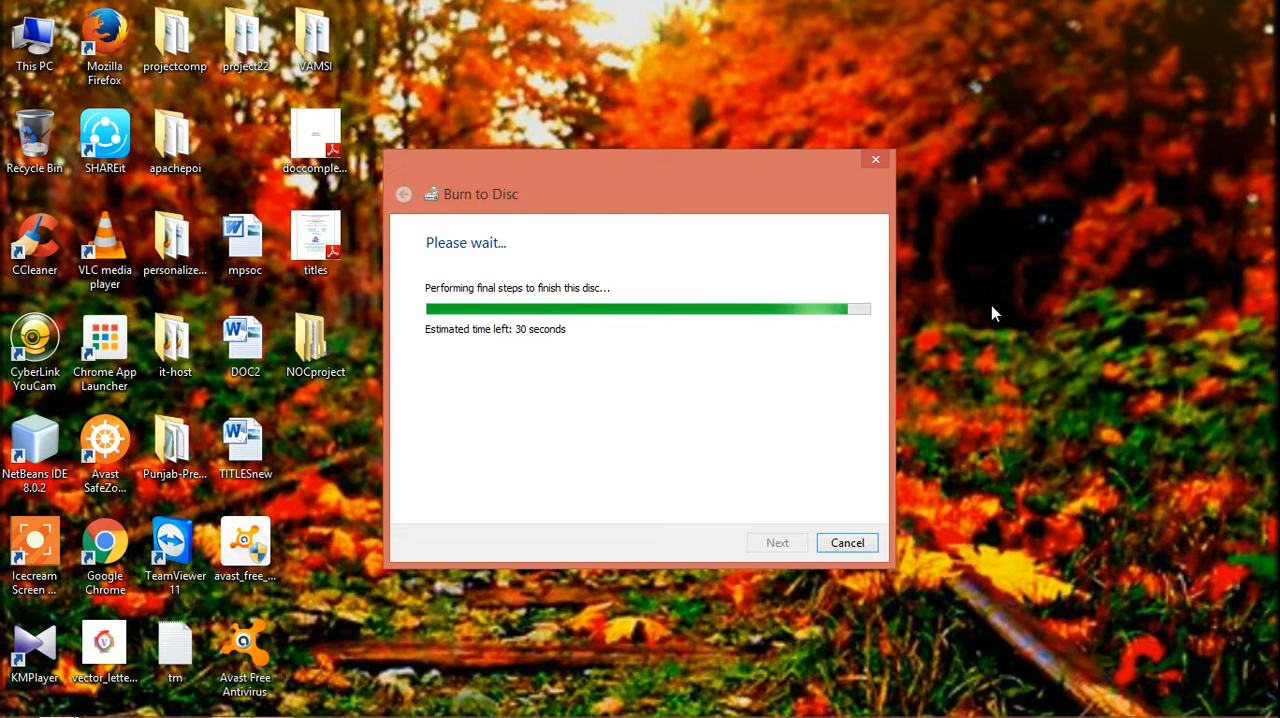 This PC
Mozilla
Firefox
projectcomp
project22
VAMSI
Recycle Bin
SHAREit
apachepoi
doccomple...
CCleaner
VLC media
player
personalize...
mpsoc
titles
CyberLink
YouCam
Chrome App
Launcher
it-host
DOC2
NOCproject
NetBeans IDE
8.0.2
Avast
SafeZo...
Punjab-Pre...
TITLESnew
Icecream
Screen ...
Google
Chrome
TeamViewer
11
avast_free_...
KMPlayer
vector_lette...
tm
Avast Free
Antivirus
Burn to Disc
Please wait...
Performing final steps to finish this disc...
Estimated time left: 30 seconds
Next
Cancel